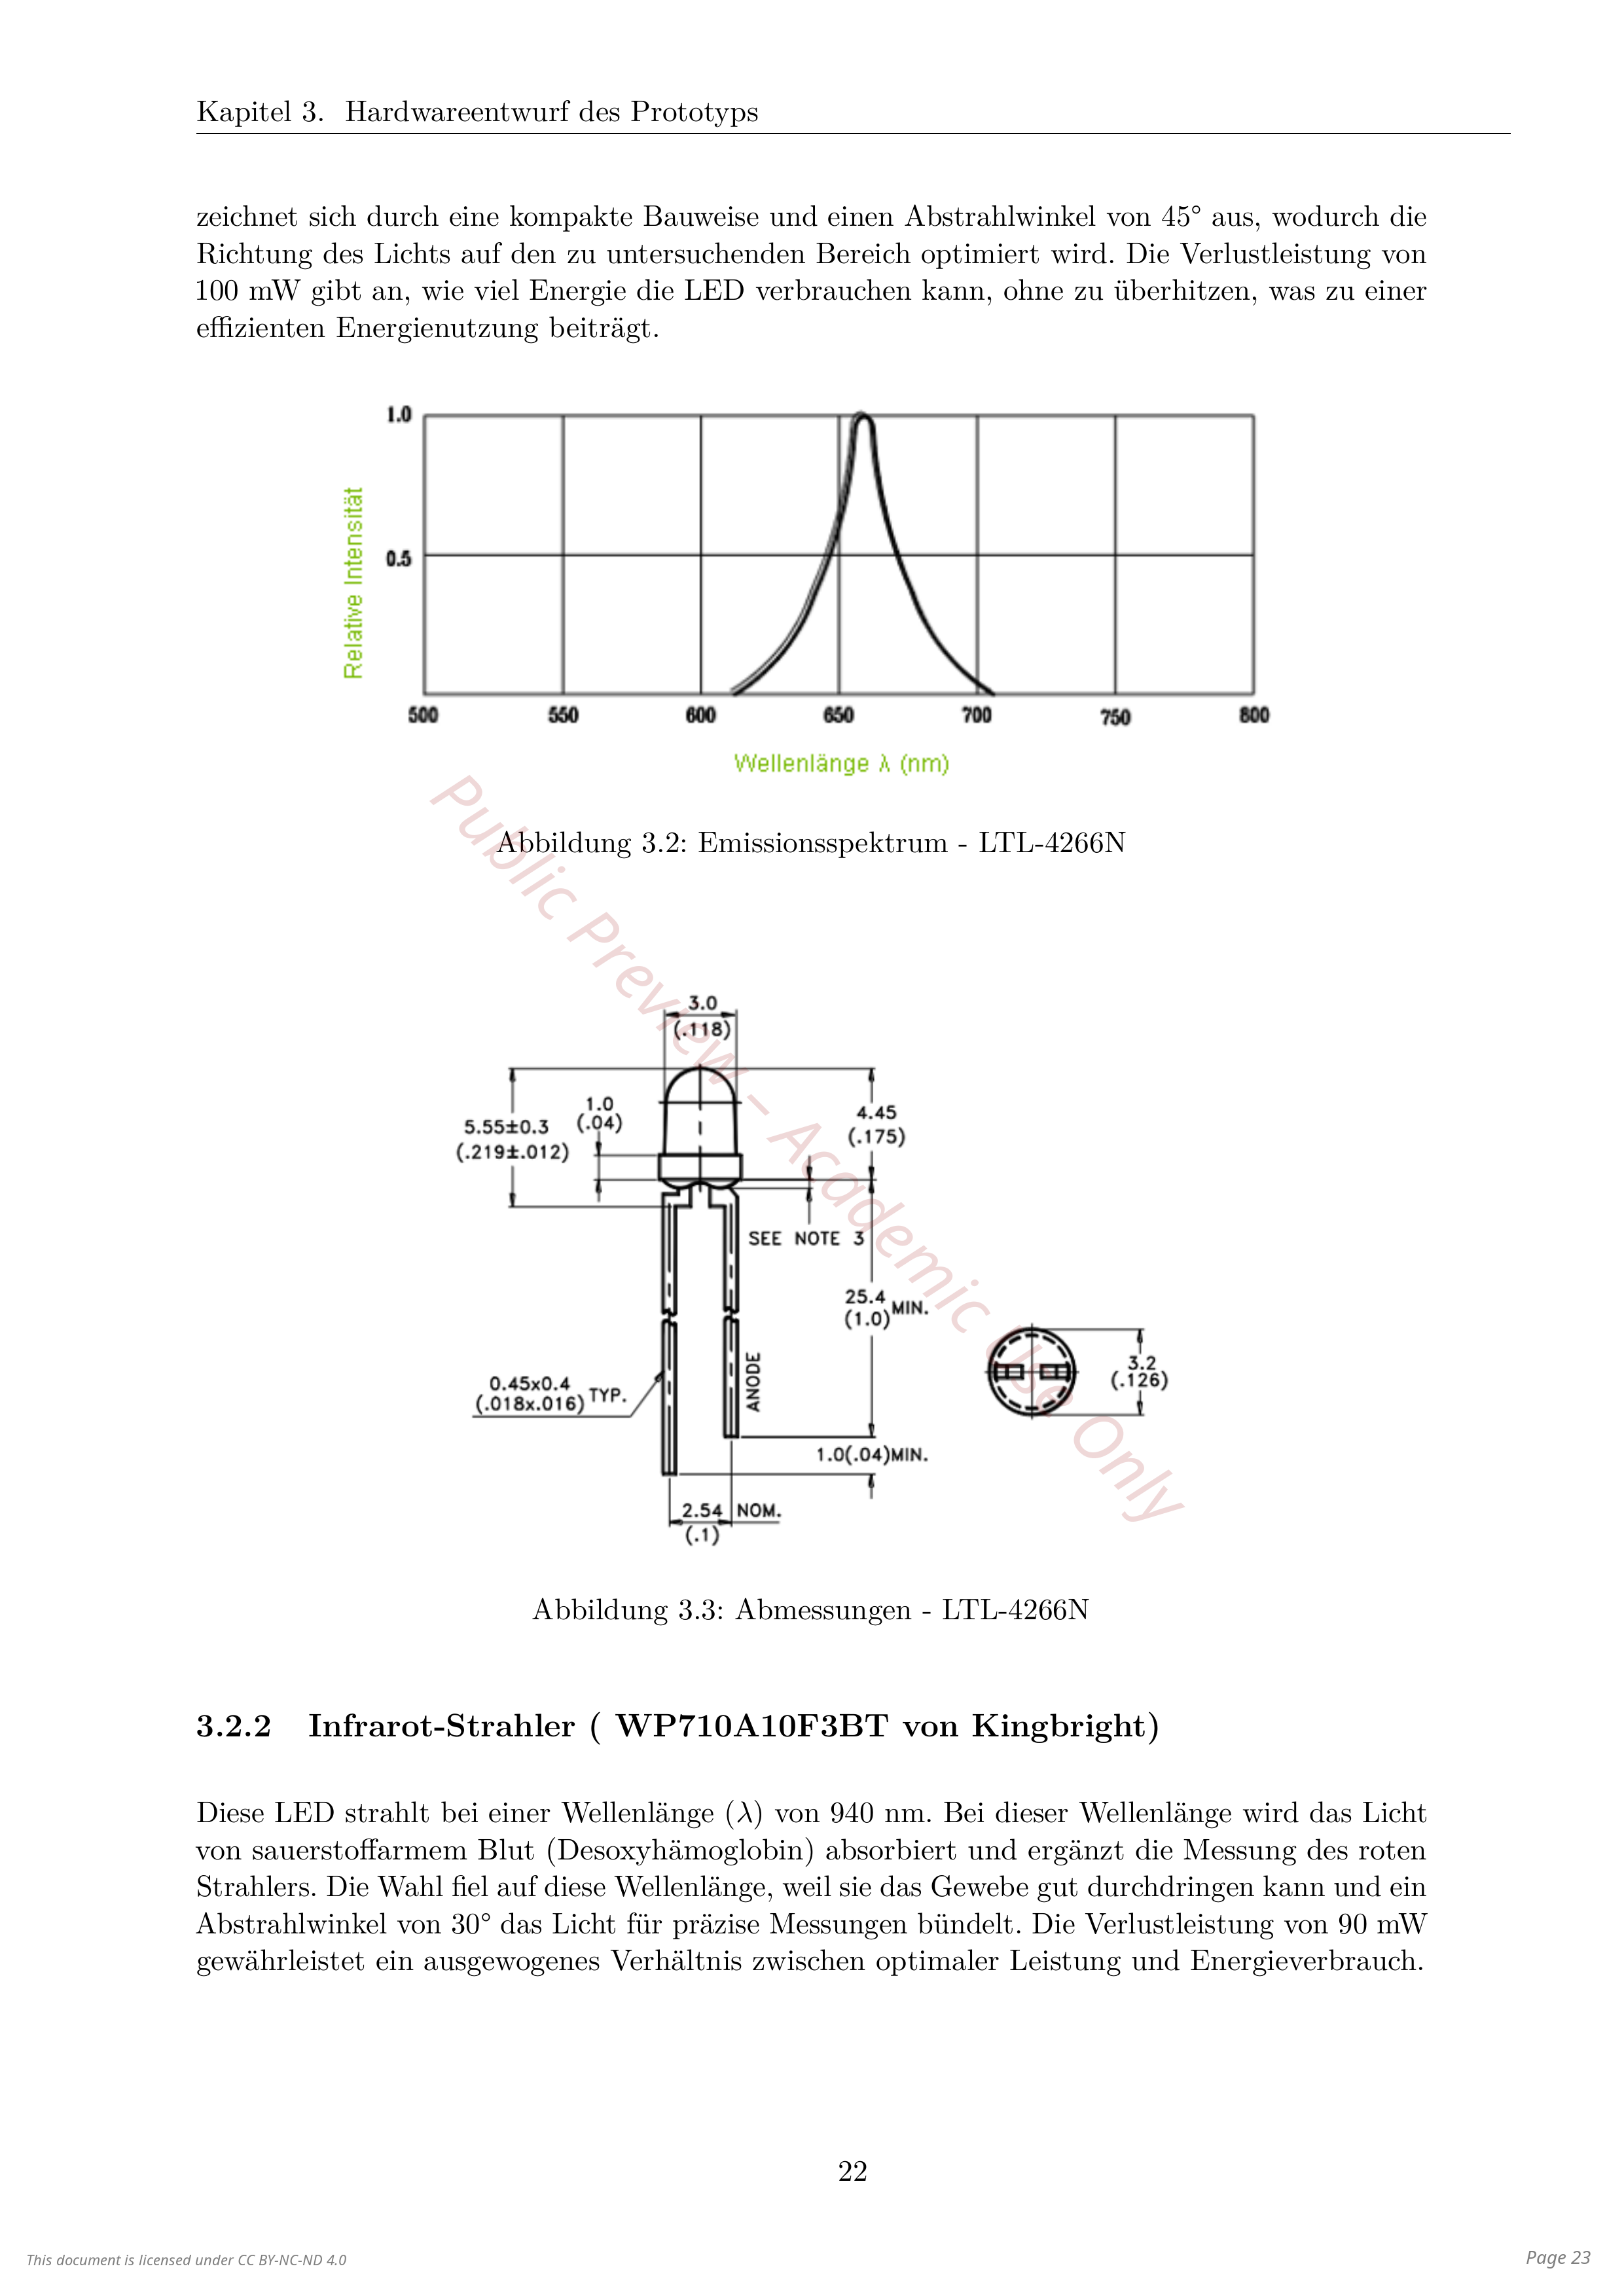 Kapitel 3. Hardwareentwurf des Prototyps
zeichnet sich durch eine kompakte Bauweise und einen Abstrahlwinkel von 45° aus, wodurch die
Richtung des Lichts auf den zu untersuchenden Bereich optimiert wird. Die Verlustleistung von
100 mW gibt an, wie viel Energie die LED verbrauchen kann, ohne zu überhitzen, was zu einer
effizienten Energienutzung beiträgt.
1.0
0.5
Relative Intensität
500 550 600 650 700 750 800
Wellenlänge λ (nm)
Abbildung 3.2: Emissionsspektrum - LTL-4266N
Public Preview – Academic Use Only
3.0
(.118)
1.0
(.04)
5.55±0.3
(.219±.012)
4.45
(.175)
SEE NOTE 3
25.4 MIN.
(1.0)
ANODE
3.2
(.126)
0.45x0.4 TYP.
(.018x.016)
1.0(.04)MIN.
2.54 NOM.
(.1)
Abbildung 3.3: Abmessungen - LTL-4266N
3.2.2 Infrarot-Strahler ( WP710A10F3BT von Kingbright)
Diese LED strahlt bei einer Wellenlänge (λ) von 940 nm. Bei dieser Wellenlänge wird das Licht
von sauerstoffarmem Blut (Desoxyhämoglobin) absorbiert und ergänzt die Messung des roten
Strahlers. Die Wahl fiel auf diese Wellenlänge, weil sie das Gewebe gut durchdringen kann und ein
Abstrahlwinkel von 30° das Licht für präzise Messungen bündelt. Die Verlustleistung von 90 mW
gewährleistet ein ausgewogenes Verhältnis zwischen optimaler Leistung und Energieverbrauch.
22
This document is licensed under CC BY-NC-ND 4.0
Page 23